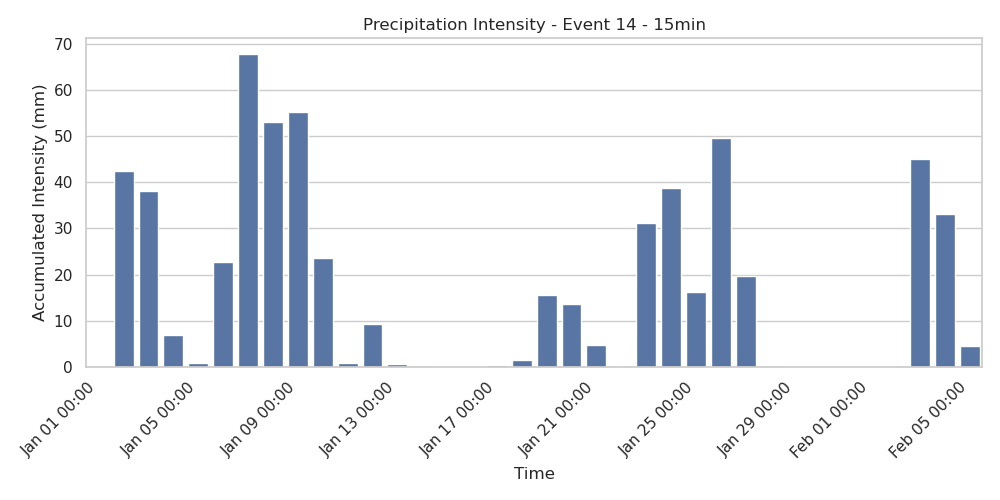 Precipitation Intensity - Event 14 - 15min
Accumulated Intensity (mm)
70
60
50
40
30
20
10
0
Jan 01 00:00
Jan 05 00:00
Jan 09 00:00
Jan 13 00:00
Jan 17 00:00
Jan 21 00:00
Jan 25 00:00
Jan 29 00:00
Feb 01 00:00
Feb 05 00:00
Time